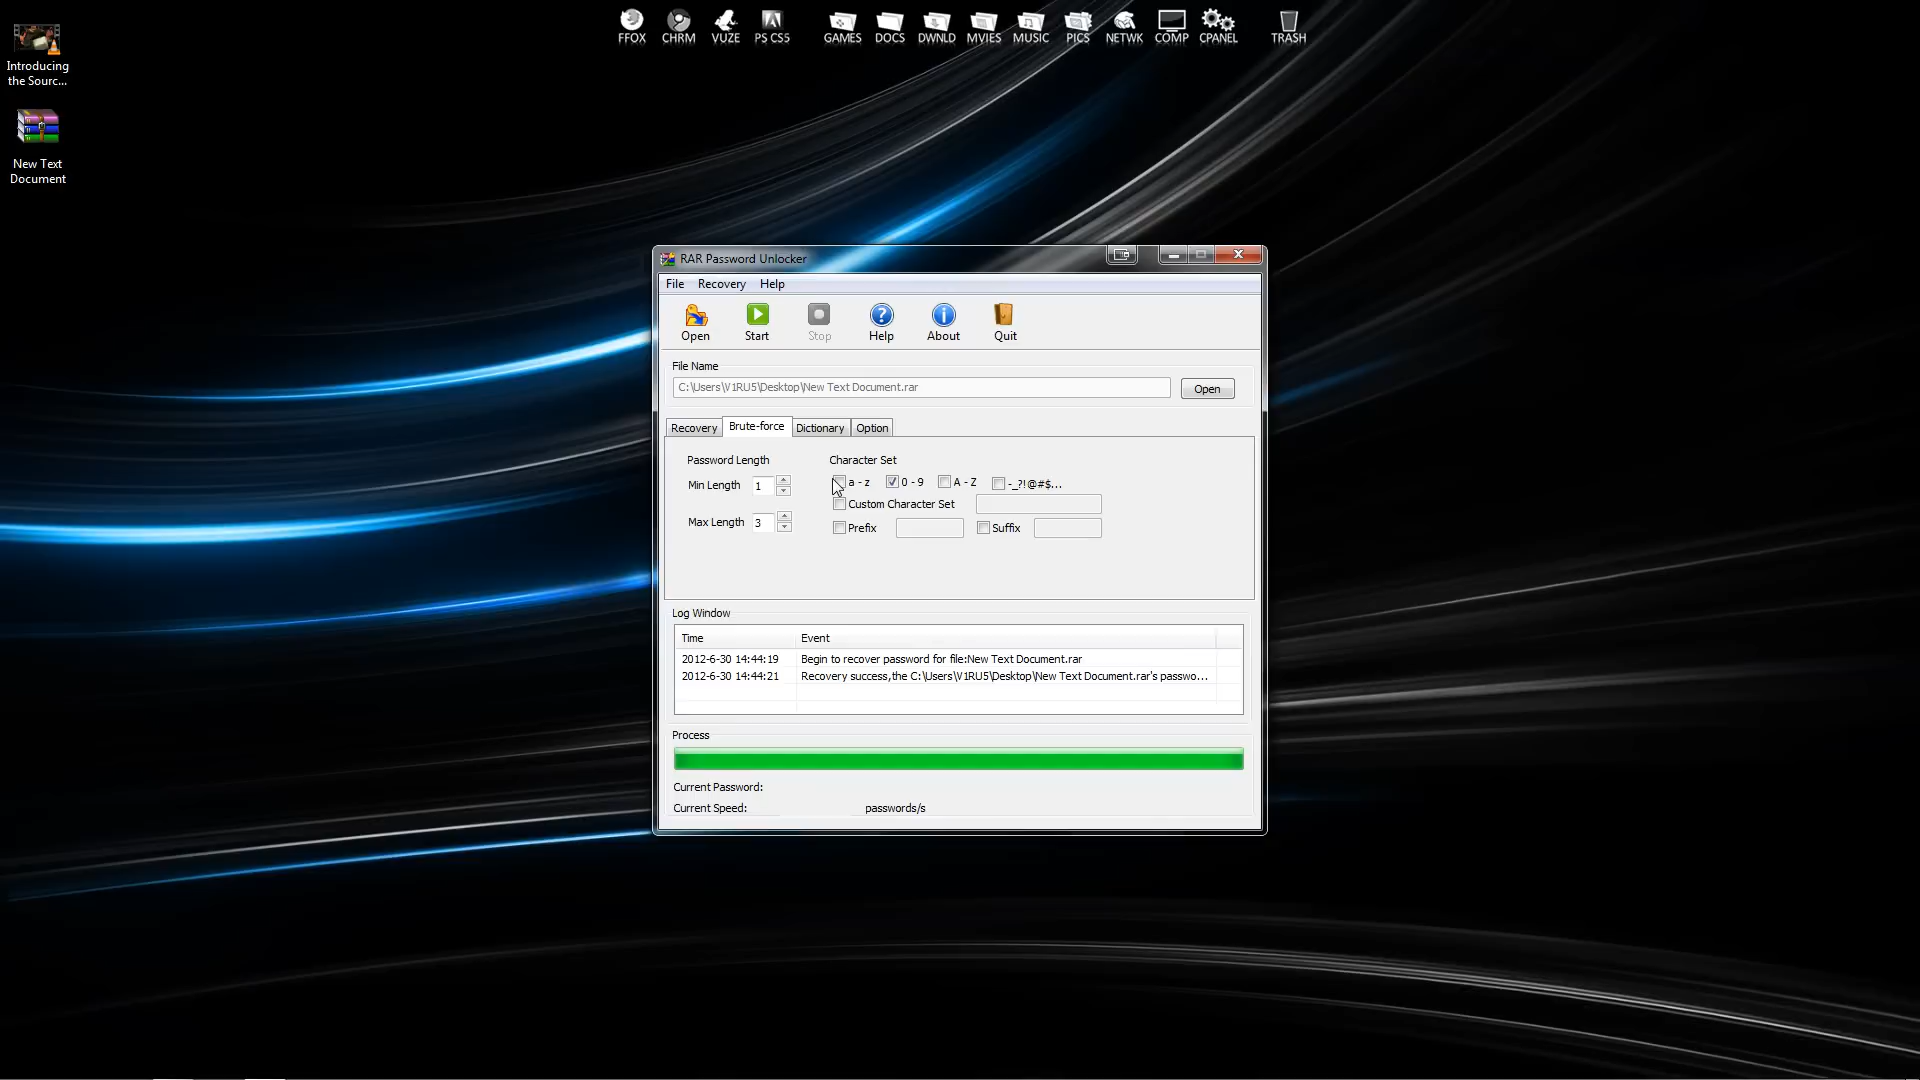 FFOX CHRM VUZE PS CS5 GAMES DOCS DWNLD MVIES MUSIC PICS NETWK COMP CPANEL TRASH
Introducing
the Sourc...
New Text
Document
RAR Password Unlocker
File Recovery Help
Open Start Stop Help About Quit
File Name
C:\Users\V1RU5\Desktop\New Text Document.rar Open
Recovery Brute-force Dictionary Option
Password Length Character Set
Min Length 1 a - z 0 - 9 A - Z -_?!@#$...
Custom Character Set
Max Length 3 Prefix Suffix
Log Window
Time Event
2012-6-30 14:44:19 Begin to recover password for file:New Text Document.rar
2012-6-30 14:44:21 Recovery success,the C:\Users\V1RU5\Desktop\New Text Document.rar's passwo...
Process
Current Password:
Current Speed: passwords/s